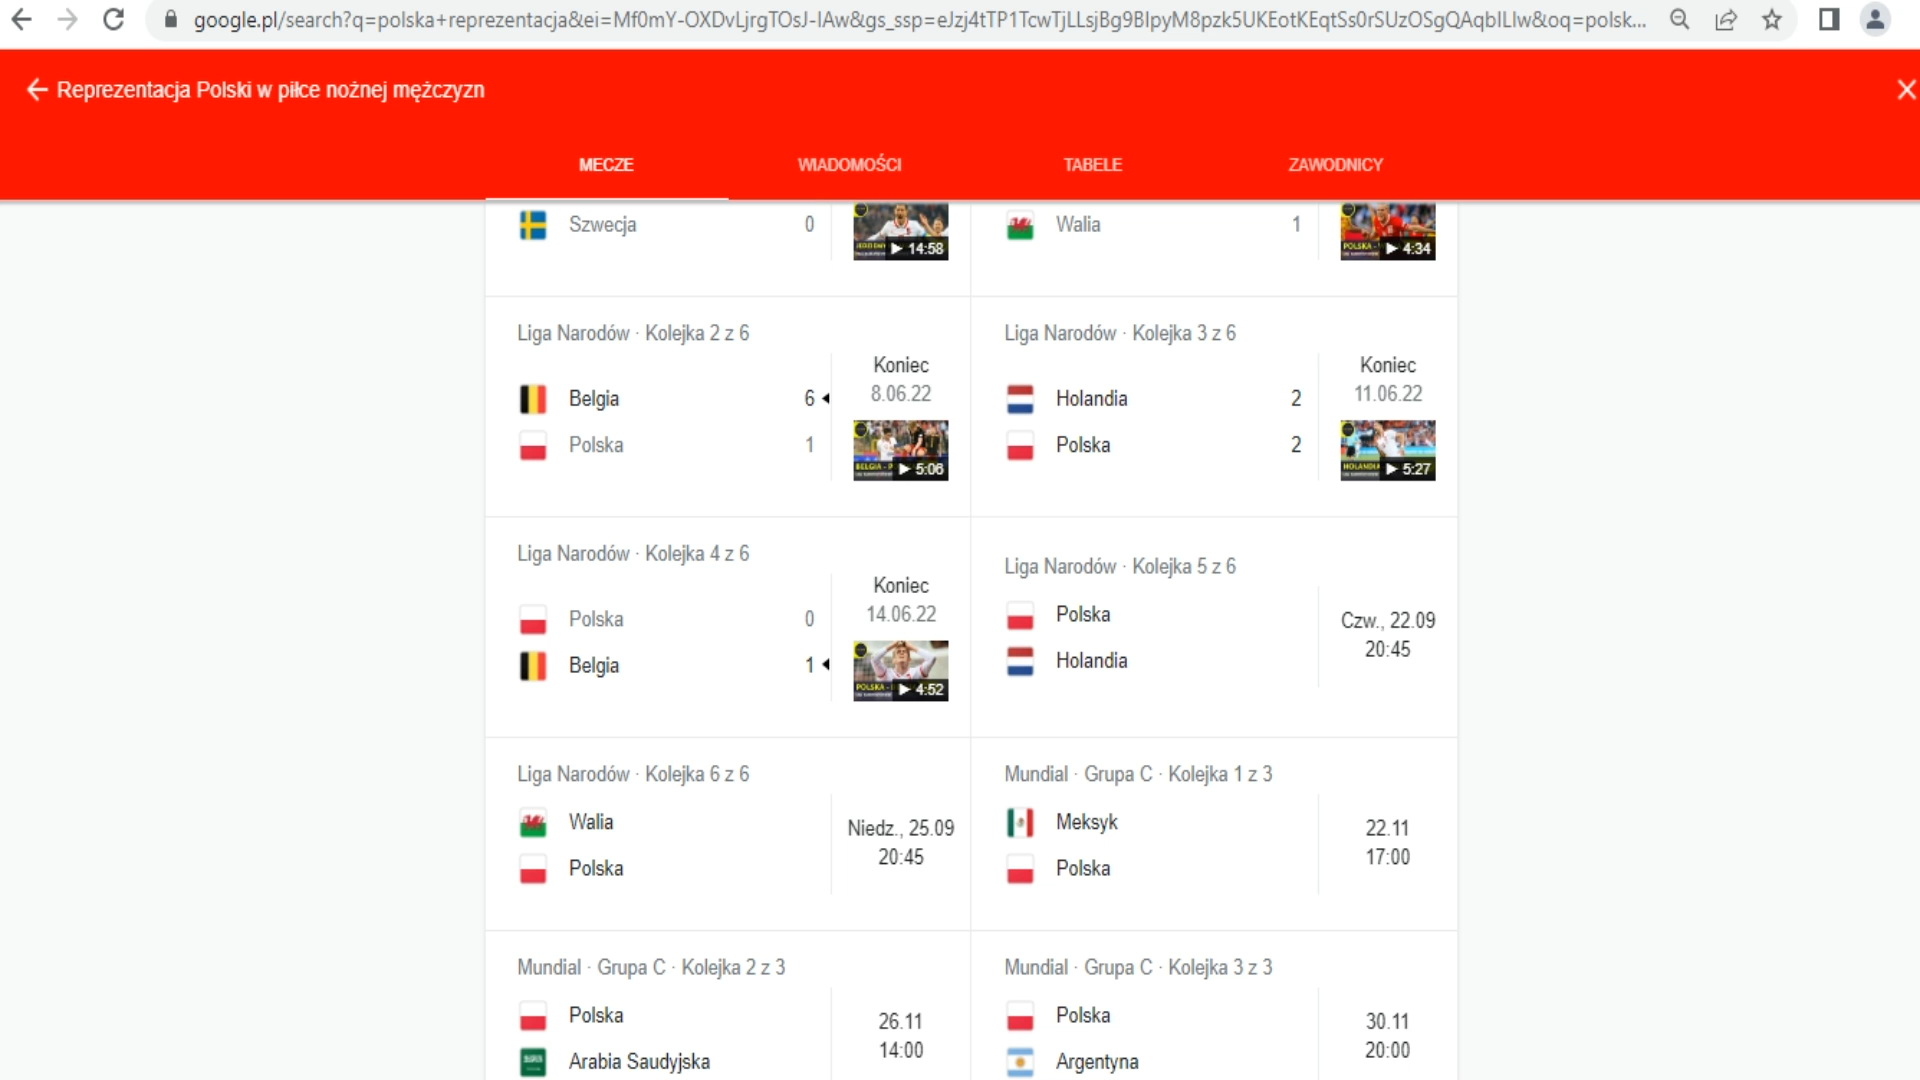 google.pl/search?q=polska+reprezentacja&ei=Mf0mY-OXDvLjrgTOsJ-IAw&gs_ssp=eJzj4tTP1TcwTjLLsjBg9BIpyM8pzk5UKEotKEqtSs0rSUzOSgQAqbILIw&oq=polsk...
Reprezentacja Polski w piłce nożnej mężczyzn
MECZE WIADOMOŚCI TABELE ZAWODNICY
Szwecja 0
14:58
Walia 1
POLSKA - 4:34
Liga Narodów · Kolejka 2 z 6
Belgia 6
Polska 1
Koniec
8.06.22
BELGIA - P 5:06
Liga Narodów · Kolejka 3 z 6
Holandia 2
Polska 2
Koniec
11.06.22
HOLANDIA 5:27
Liga Narodów · Kolejka 4 z 6
Polska 0
Belgia 1
Koniec
14.06.22
POLSKA - 4:52
Liga Narodów · Kolejka 5 z 6
Polska
Holandia
Czw., 22.09
20:45
Liga Narodów · Kolejka 6 z 6
Walia
Polska
Niedz., 25.09
20:45
Mundial · Grupa C · Kolejka 1 z 3
Meksyk
Polska
22.11
17:00
Mundial · Grupa C · Kolejka 2 z 3
Polska
Arabia Saudyjska
26.11
14:00
Mundial · Grupa C · Kolejka 3 z 3
Polska
Argentyna
30.11
20:00